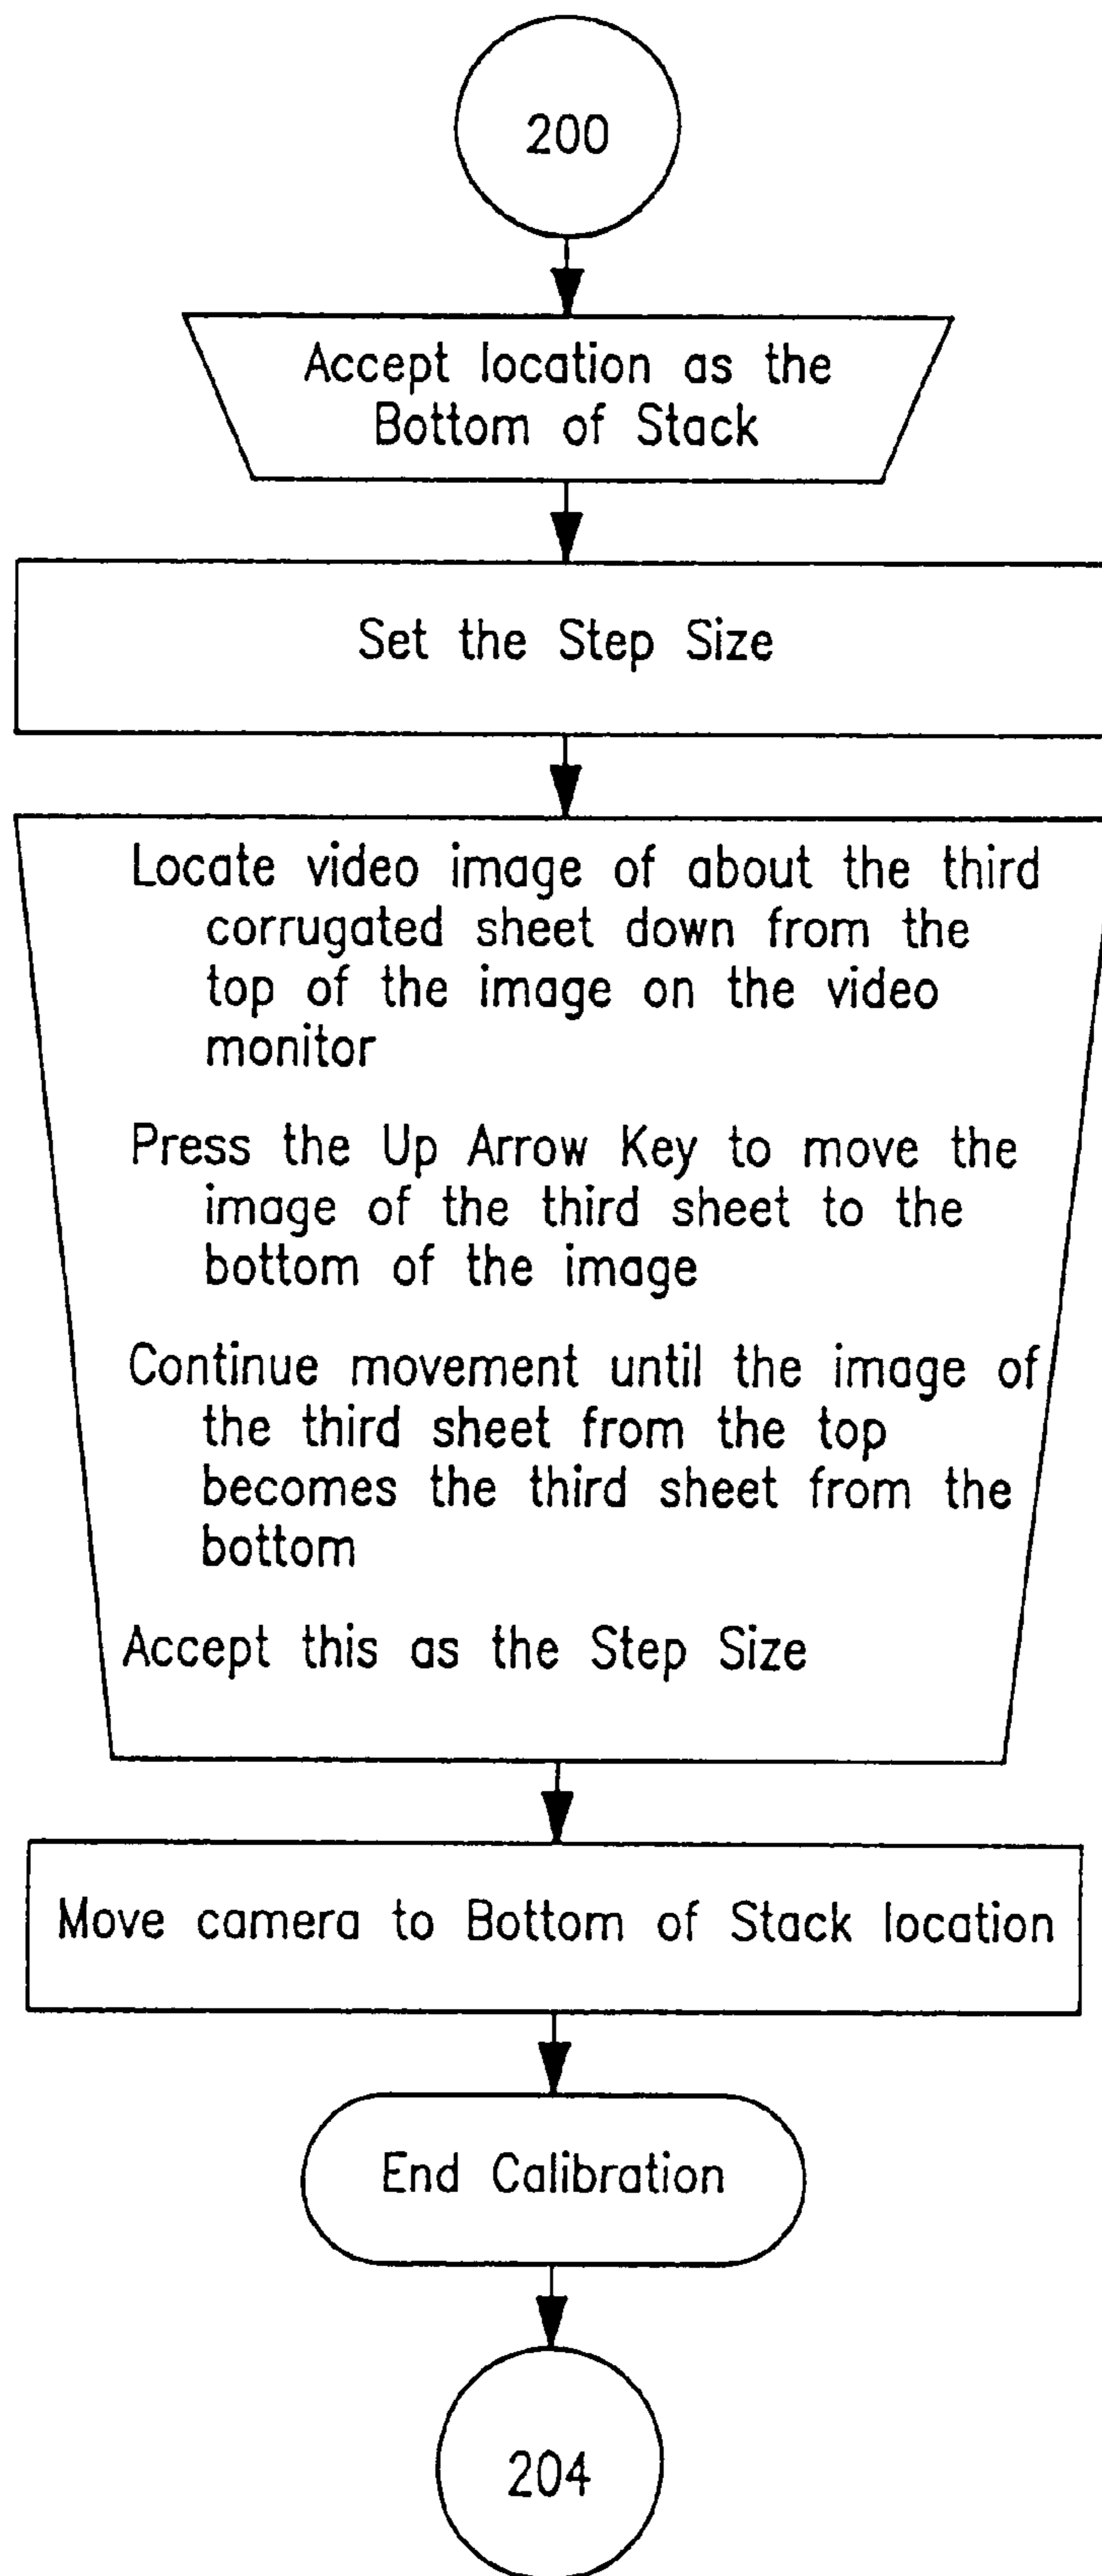 200
Accept location as the
Bottom of Stack
Set the Step Size
Locate video image of about the third
corrugated sheet down from the
top of the image on the video
monitor
Press the Up Arrow Key to move the
image of the third sheet to the
bottom of the image
Continue movement until the image of
the third sheet from the top
becomes the third sheet from the
bottom
Accept this as the Step Size
Move camera to Bottom of Stack location
End Calibration
204